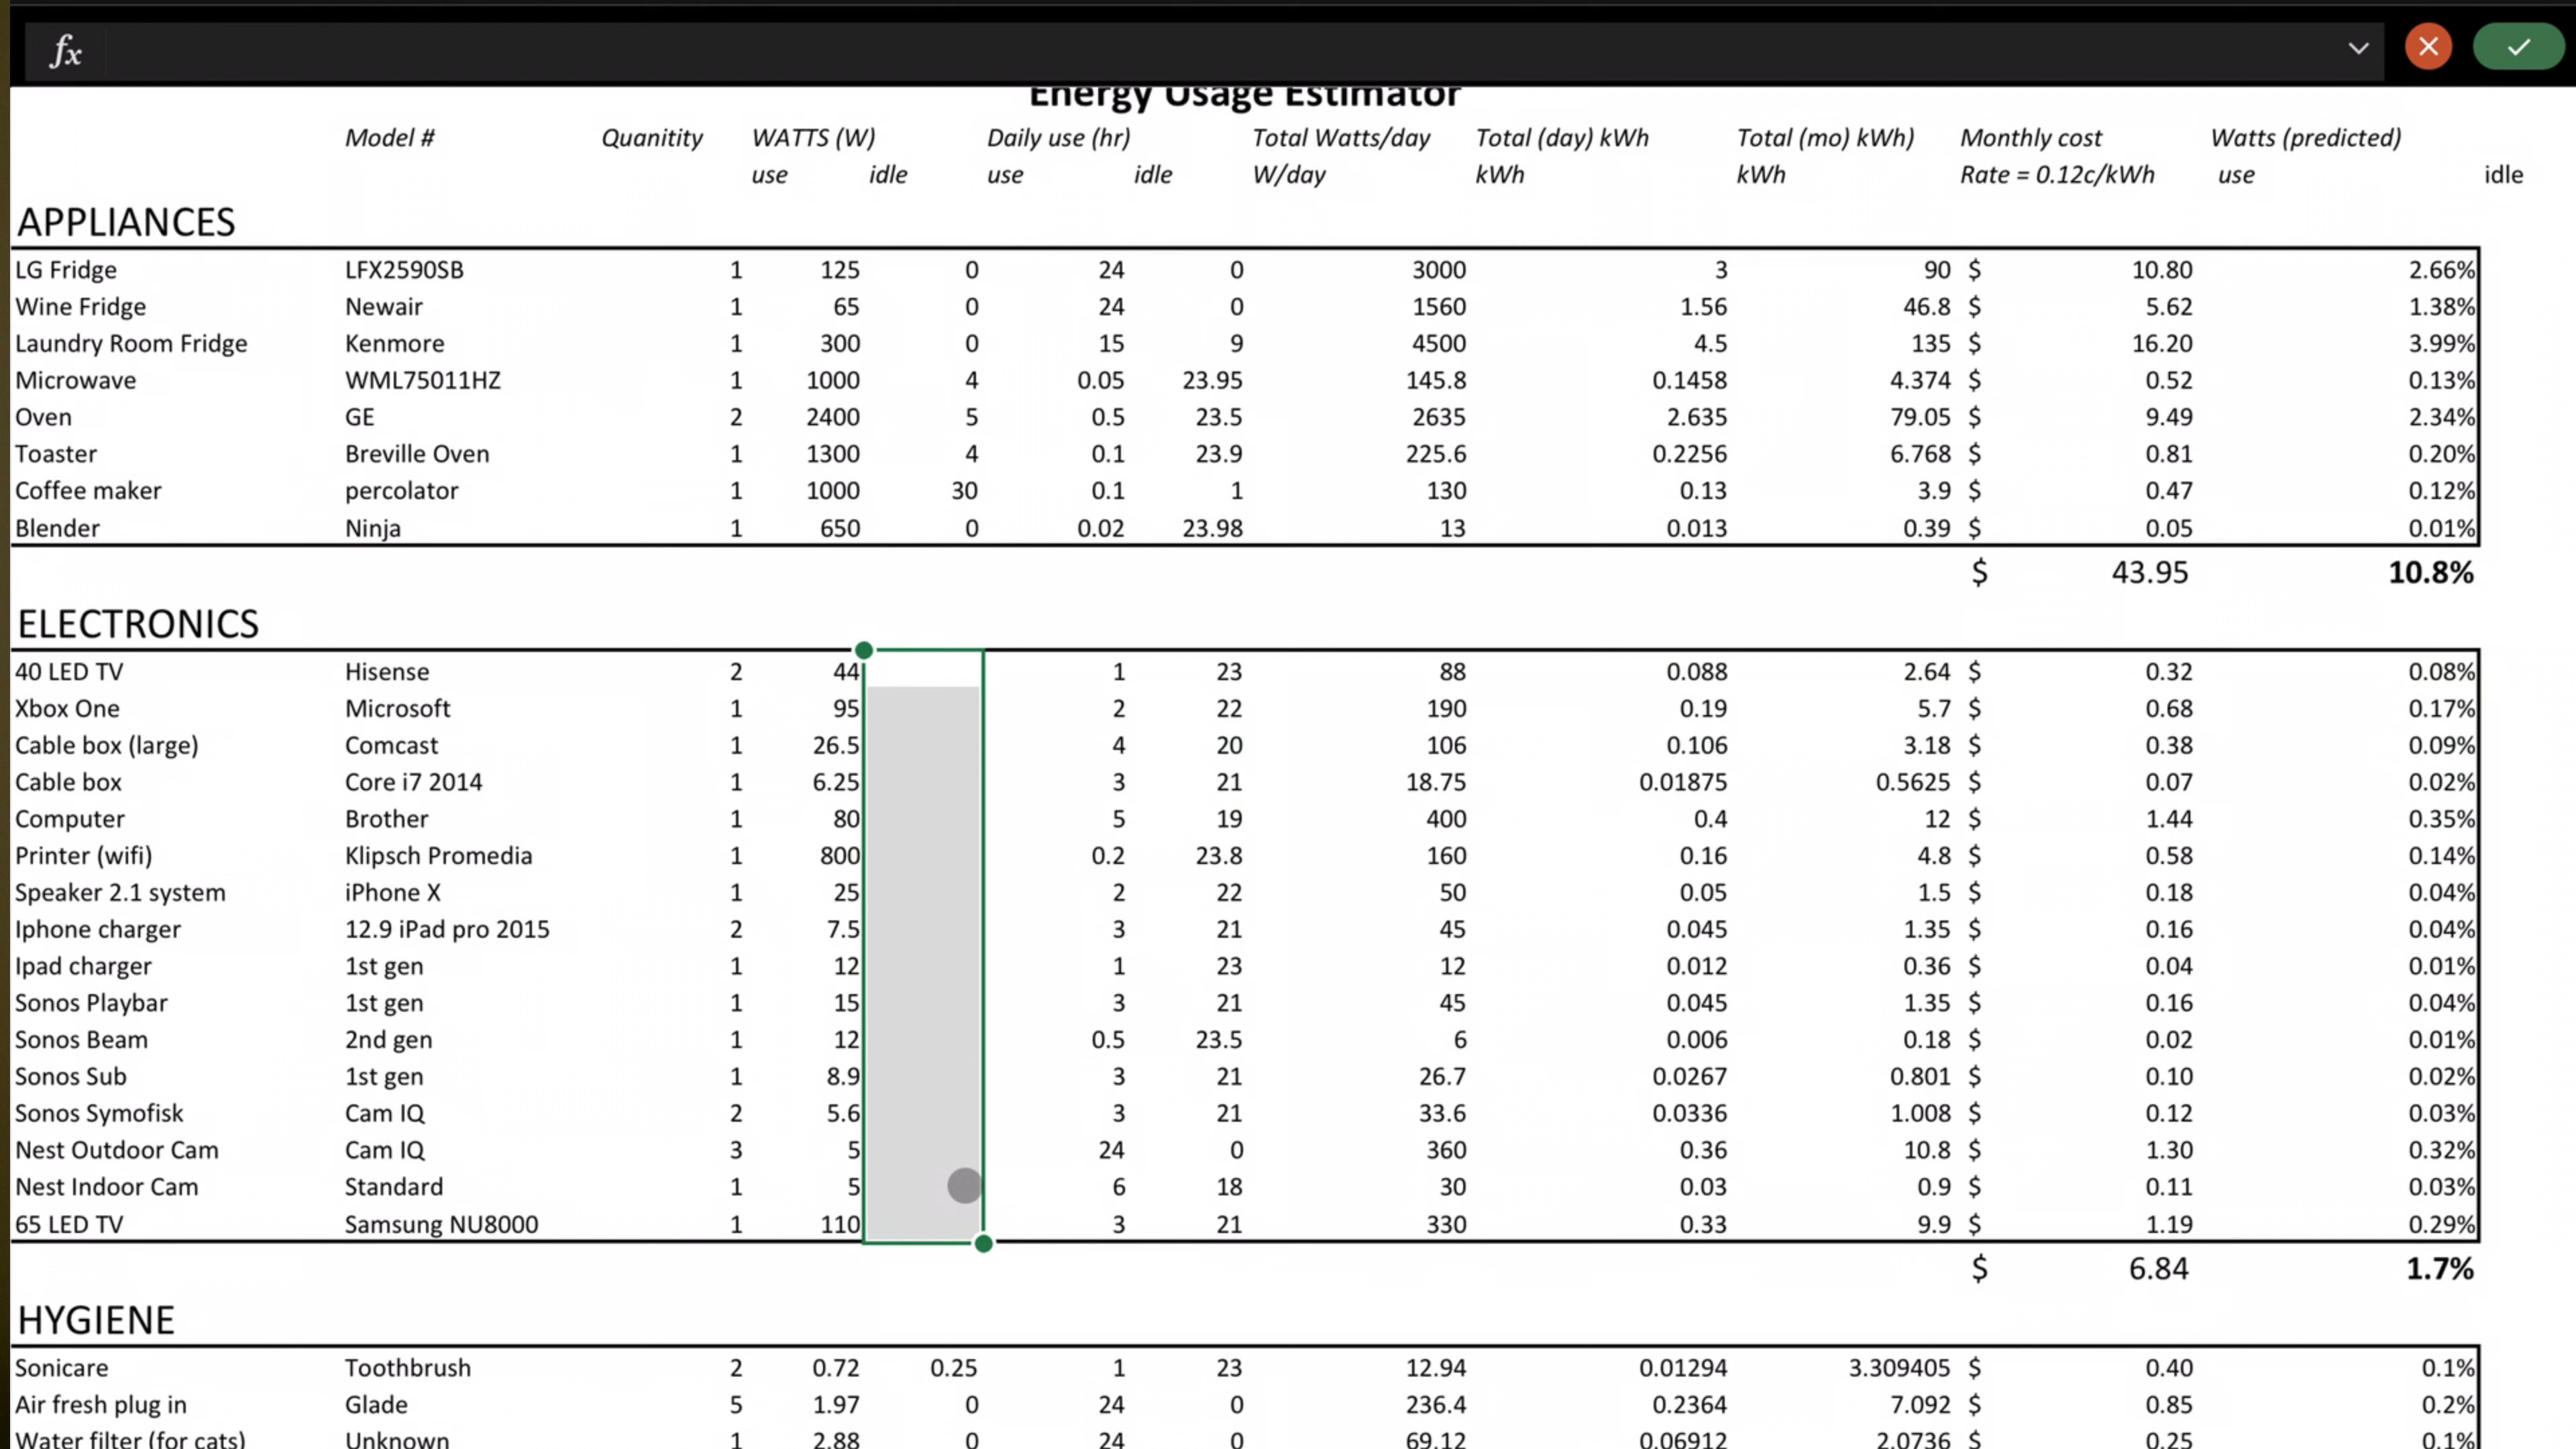 fx
Energy Usage Estimator
Model # Quanitity WATTS (W) Daily use (hr) Total Watts/day Total (day) kWh Total (mo) kWh) Monthly cost Watts (predicted)
use idle use idle W/day kWh kWh Rate = 0.12c/kWh use idle
APPLIANCES
LG Fridge LFX2590SB 1 125 0 24 0 3000 3 90 $ 10.80 2.66%
Wine Fridge Newair 1 65 0 24 0 1560 1.56 46.8 $ 5.62 1.38%
Laundry Room Fridge Kenmore 1 300 0 15 9 4500 4.5 135 $ 16.20 3.99%
Microwave WML75011HZ 1 1000 4 0.05 23.95 145.8 0.1458 4.374 $ 0.52 0.13%
Oven GE 2 2400 5 0.5 23.5 2635 2.635 79.05 $ 9.49 2.34%
Toaster Breville Oven 1 1300 4 0.1 23.9 225.6 0.2256 6.768 $ 0.81 0.20%
Coffee maker percolator 1 1000 30 0.1 1 130 0.13 3.9 $ 0.47 0.12%
Blender Ninja 1 650 0 0.02 23.98 13 0.013 0.39 $ 0.05 0.01%
$ 43.95 10.8%
ELECTRONICS
40 LED TV Hisense 2 44 1 23 88 0.088 2.64 $ 0.32 0.08%
Xbox One Microsoft 1 95 2 22 190 0.19 5.7 $ 0.68 0.17%
Cable box (large) Comcast 1 26.5 4 20 106 0.106 3.18 $ 0.38 0.09%
Cable box Core i7 2014 1 6.25 3 21 18.75 0.01875 0.5625 $ 0.07 0.02%
Computer Brother 1 80 5 19 400 0.4 12 $ 1.44 0.35%
Printer (wifi) Klipsch Promedia 1 800 0.2 23.8 160 0.16 4.8 $ 0.58 0.14%
Speaker 2.1 system iPhone X 1 25 2 22 50 0.05 1.5 $ 0.18 0.04%
Iphone charger 12.9 iPad pro 2015 2 7.5 3 21 45 0.045 1.35 $ 0.16 0.04%
Ipad charger 1st gen 1 12 1 23 12 0.012 0.36 $ 0.04 0.01%
Sonos Playbar 1st gen 1 15 3 21 45 0.045 1.35 $ 0.16 0.04%
Sonos Beam 2nd gen 1 12 0.5 23.5 6 0.006 0.18 $ 0.02 0.01%
Sonos Sub 1st gen 1 8.9 3 21 26.7 0.0267 0.801 $ 0.10 0.02%
Sonos Symofisk Cam IQ 2 5.6 3 21 33.6 0.0336 1.008 $ 0.12 0.03%
Nest Outdoor Cam Cam IQ 3 5 24 0 360 0.36 10.8 $ 1.30 0.32%
Nest Indoor Cam Standard 1 5 6 18 30 0.03 0.9 $ 0.11 0.03%
65 LED TV Samsung NU8000 1 110 3 21 330 0.33 9.9 $ 1.19 0.29%
$ 6.84 1.7%
HYGIENE
Sonicare Toothbrush 2 0.72 0.25 1 23 12.94 0.01294 3.309405 $ 0.40 0.1%
Air fresh plug in Glade 5 1.97 0 24 0 236.4 0.2364 7.092 $ 0.85 0.2%
Water filter (for cats) Unknown 1 2.88 0 24 0 69.12 0.06912 2.0736 $ 0.25 0.1%